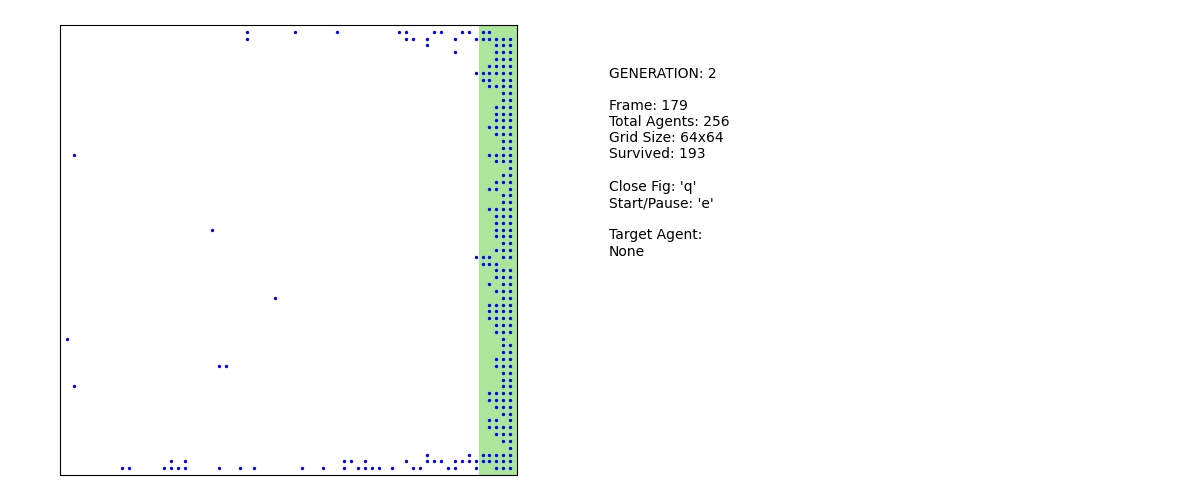 GENERATION: 2
Frame: 179
Total Agents: 256
Grid Size: 64x64
Survived: 193
Close Fig: 'q'
Start/Pause: 'e'
Target Agent:
None